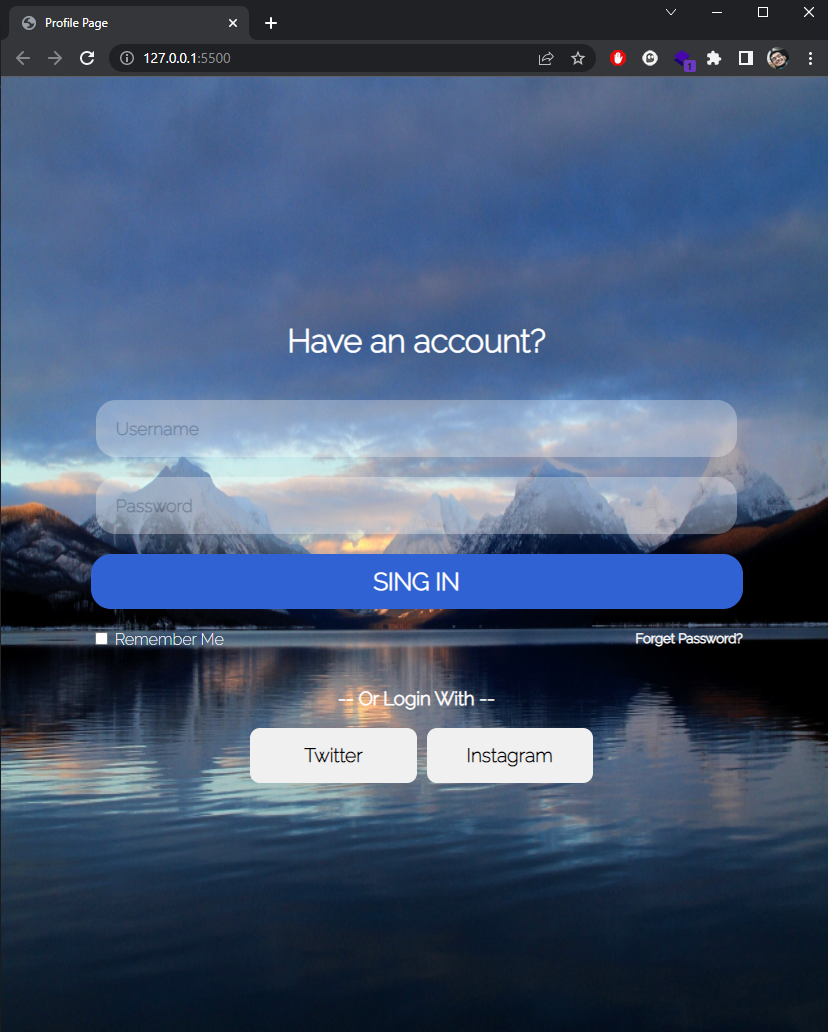 Profile Page
127.0.0.1:5500
1
Have an account?
Username
Password
SING IN
Remember Me
Forget Password?
-- Or Login With --
Twitter
Instagram